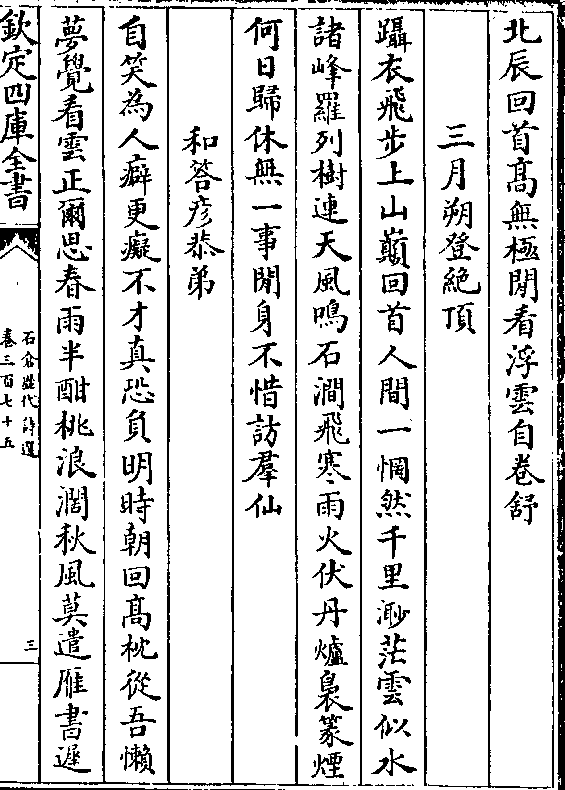 北辰回首髙無極閒看浮雲自卷舒
三月朔登絶頂
躡衣飛步上山巔回首人間一惘然千里渺茫雲似水
諸峰羅列樹連天風鳴石澗飛寒雨火伏丹爐裊篆煙
何日歸休無一事閒身不惜訪羣仙
和答彦恭弟
自笑為人癖更癡不才真恐負明時朝回髙枕從吾懶
夢覺看雲正爾思春雨半酣桃浪濶秋風莫遣雁書遲
欽定四庫全書
石倉歴代詩選
卷三百七十五
三